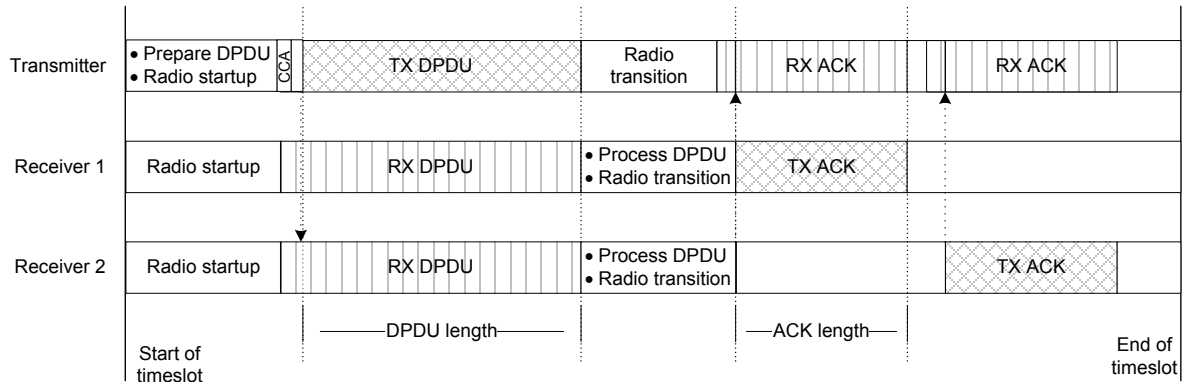 Transmitter
• Prepare DPDU
• Radio startup
CCA
TX DPDU
Radio
transition
RX ACK
RX ACK
Receiver 1
Radio startup
RX DPDU
• Process DPDU
• Radio transition
TX ACK
Receiver 2
Radio startup
RX DPDU
• Process DPDU
• Radio transition
TX ACK
DPDU length
ACK length
Start of
timeslot
End of
timeslot